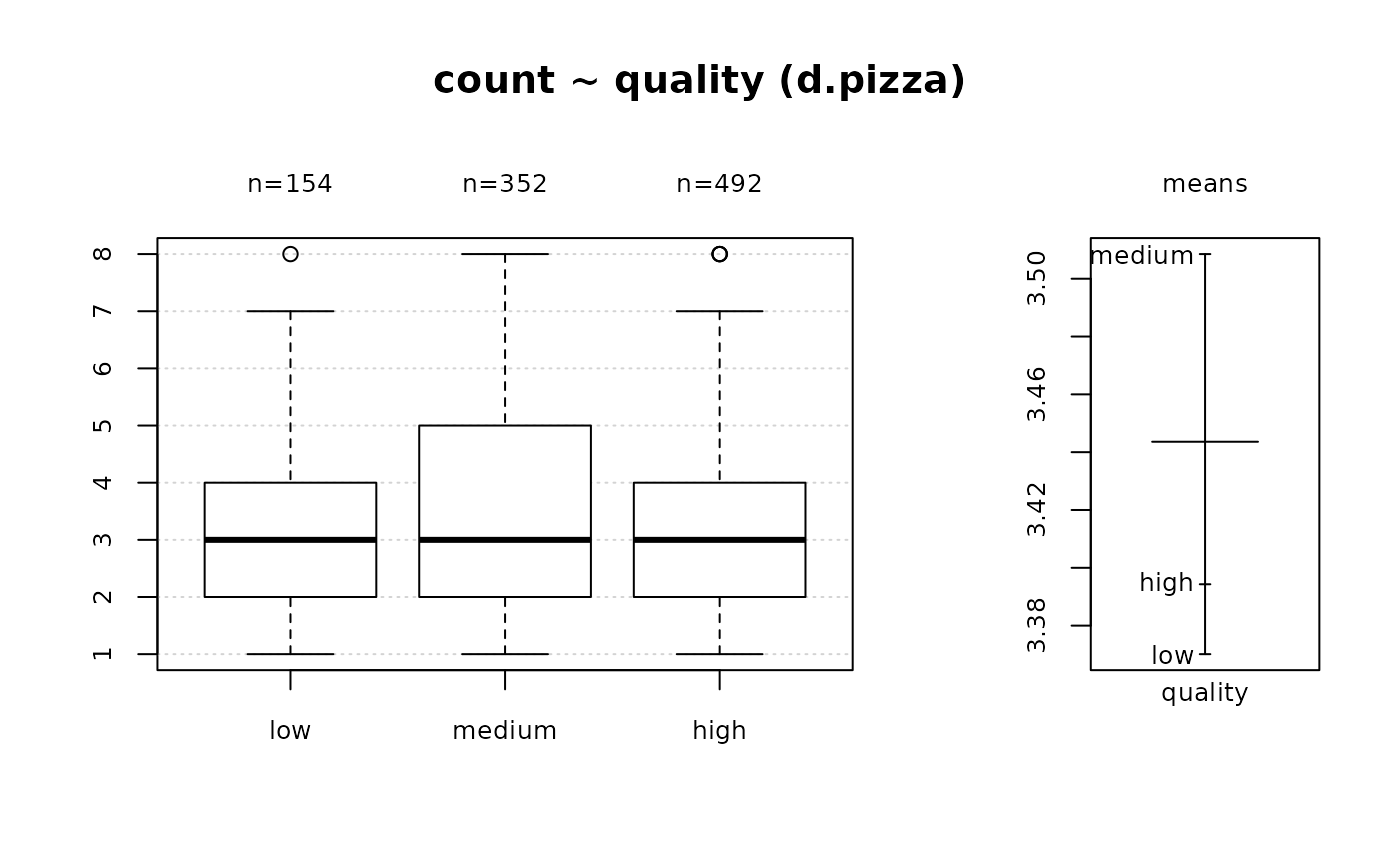 count ~ quality (d.pizza)
n=154 n=352 n=492
means
8
7
6
5
4
3
2
1
low medium high
3.50
3.46
3.42
3.38
medium
high
low
quality